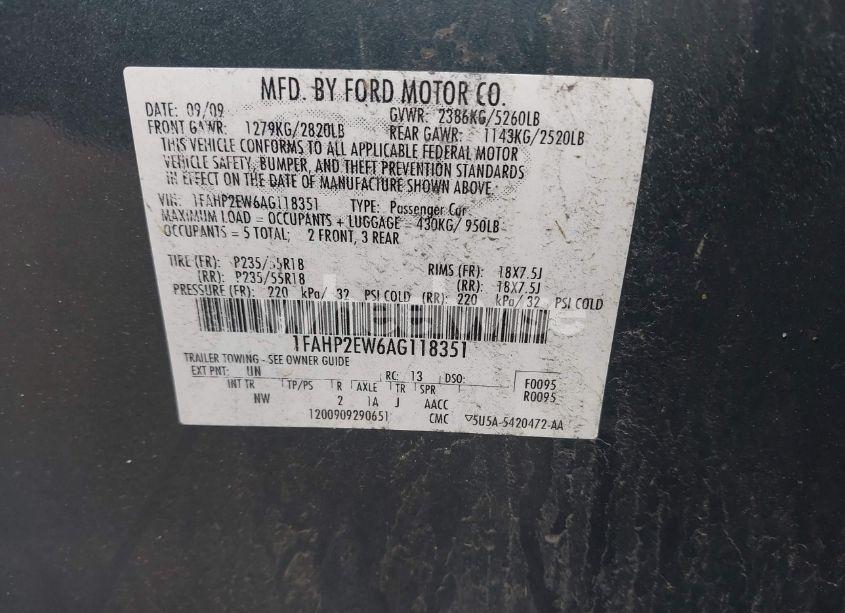 MFD. BY FORD MOTOR CO.
DATE: 09/09 GVWR: 2386KG/5260LB
FRONT GAWR: 1279KG/2820LB REAR GAWR: 1143KG/2520LB
THIS VEHICLE CONFORMS TO ALL APPLICABLE FEDERAL MOTOR
VEHICLE SAFETY, BUMPER, AND THEFT PREVENTION STANDARDS
IN EFFECT ON THE DATE OF MANUFACTURE SHOWN ABOVE.
VIN: 1FAHP2EW6AG118351 TYPE: Passenger Car
MAXIMUM LOAD = OCCUPANTS + LUGGAGE = 430KG/ 950LB
OCCUPANTS = 5 TOTAL; 2 FRONT, 3 REAR
TIRE (FR): P235/55R18 RIMS (FR): 18X7.5J
(RR): P235/55R18 (RR): 18X7.5J
PRESSURE (FR): 220 kPa/ 32 PSI COLD (RR): 220 kPa/ 32 PSI COLD
1FAHP2EW6AG118351
TRAILER TOWING - SEE OWNER GUIDE
EXT PNT: UN RC: 13 DSO: F0095
INT TR TP/PS R AXLE TR SPR R0095
NW 2 1A J AACC
1200909290651 CMC ▽5U5A-5420472-AA